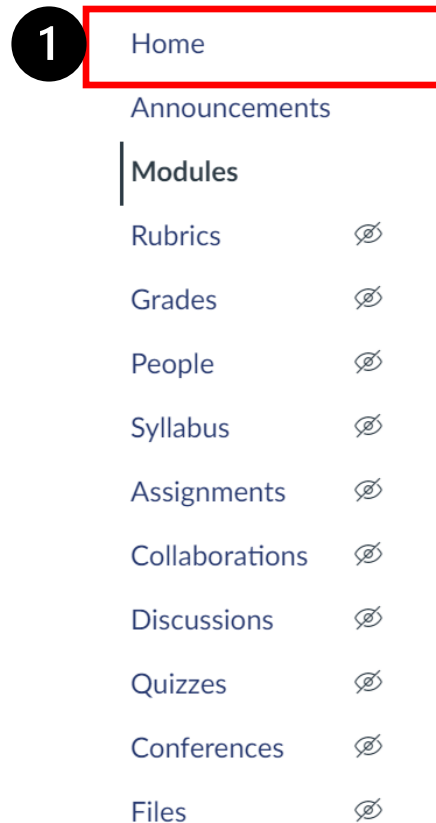 1 Home
Announcements
Modules
Rubrics
Grades
People
Syllabus
Assignments
Collaborations
Discussions
Quizzes
Conferences
Files